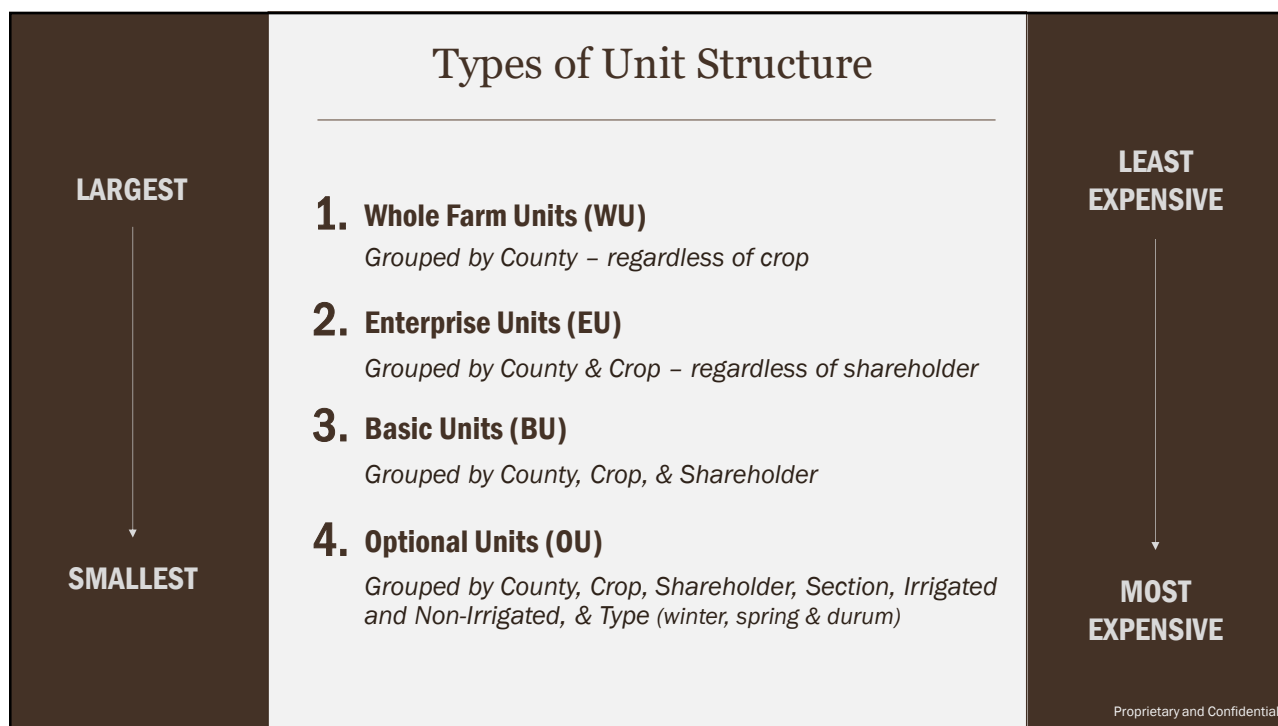 Types of Unit Structure
LARGEST
SMALLEST
1. Whole Farm Units (WU)
Grouped by County – regardless of crop
2. Enterprise Units (EU)
Grouped by County & Crop – regardless of shareholder
3. Basic Units (BU)
Grouped by County, Crop, & Shareholder
4. Optional Units (OU)
Grouped by County, Crop, Shareholder, Section, Irrigated
and Non-Irrigated, & Type (winter, spring & durum)
LEAST
EXPENSIVE
MOST
EXPENSIVE
Proprietary and Confidential